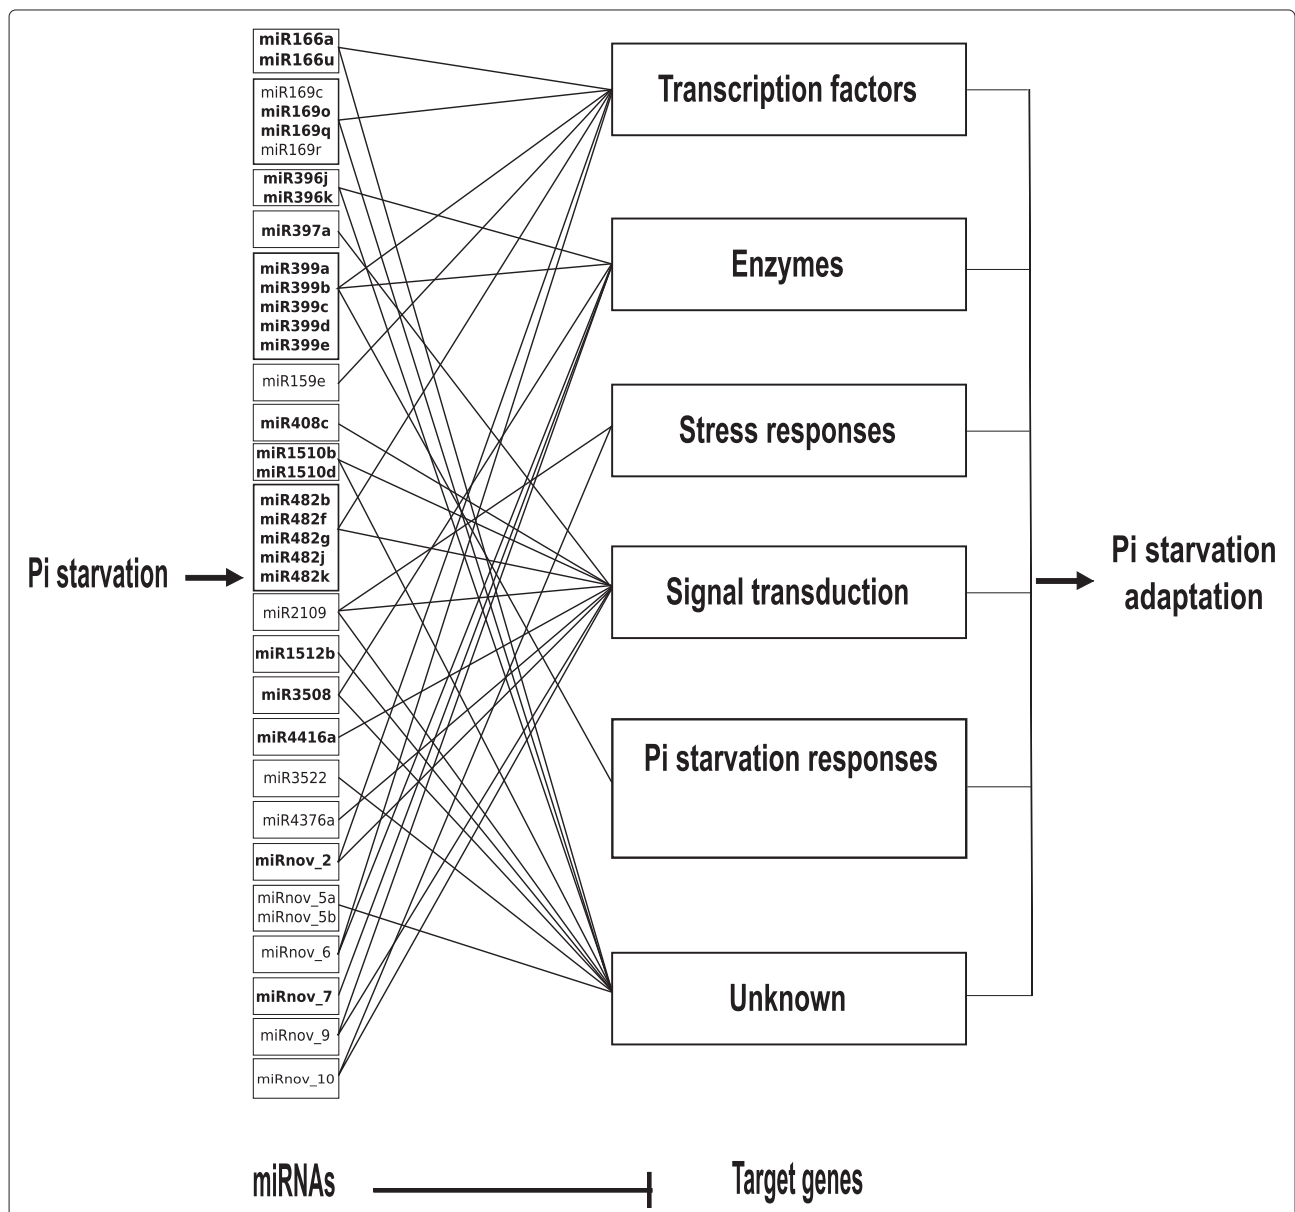 miR166a
miR166u
miR169c
miR169o
miR169q
miR169r
miR396j
miR396k
miR397a
miR399a
miR399b
miR399c
miR399d
miR399e
miR159e
miR408c
miR1510b
miR1510d
miR482b
miR482f
miR482g
miR482j
miR482k
miR2109
miR1512b
miR3508
miR4416a
miR3522
miR4376a
miRnov_2
miRnov_5a
miRnov_5b
miRnov_6
miRnov_7
miRnov_9
miRnov_10
Pi starvation
Transcription factors
Enzymes
Stress responses
Signal transduction
Pi starvation responses
Unknown
Pi starvation
adaptation
miRNAs
Target genes